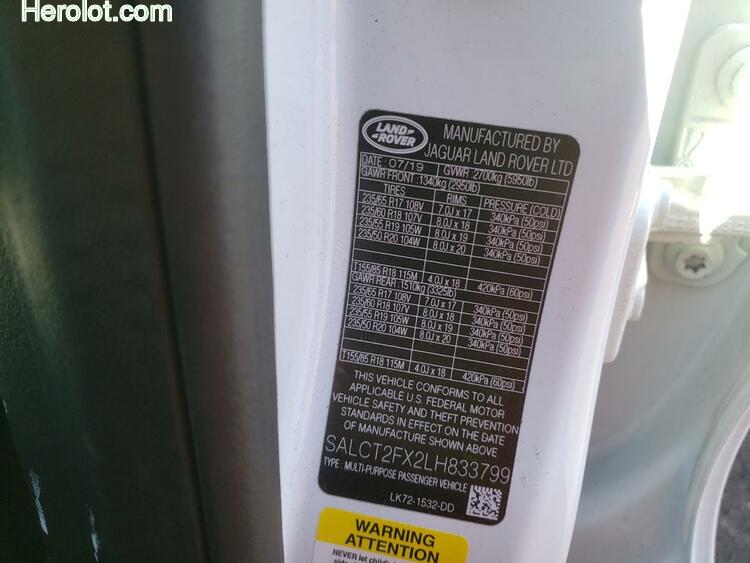 Herolot.com
LAND ROVER
MANUFACTURED BY
JAGUAR LAND ROVER LTD
DATE : 07/19 GVWR : 2700kg (5950lb)
GAWR FRONT : 1340kg (2950lb)
TIRES RIMS PRESSURE (COLD)
235/65 R17 108V 7.0J x 17 340kPa (50psi)
235/60 R18 107V 8.0J x 18 340kPa (50psi)
235/55 R19 105W 8.0J x 19 340kPa (50psi)
235/50 R20 104W 8.0J x 20 340kPa (50psi)
T155/85 R18 115M 4.0J x 18 420kPa (60psi)
GAWR REAR : 1510kg (3325lb)
235/65 R17 108V 7.0J x 17 340kPa (50psi)
235/60 R18 107V 8.0J x 18 340kPa (50psi)
235/55 R19 105W 8.0J x 19 340kPa (50psi)
235/50 R20 104W 8.0J x 20 340kPa (50psi)
T155/85 R18 115M 4.0J x 18 420kPa (60psi)
THIS VEHICLE CONFORMS TO ALL
APPLICABLE U.S. FEDERAL MOTOR
VEHICLE SAFETY AND THEFT PREVENTION
STANDARDS IN EFFECT ON THE DATE
OF MANUFACTURE SHOWN ABOVE
SALCT2FX2LH833799
TYPE : MULTI-PURPOSE PASSENGER VEHICLE
LK72-1532-DD
WARNING
ATTENTION
NEVER let